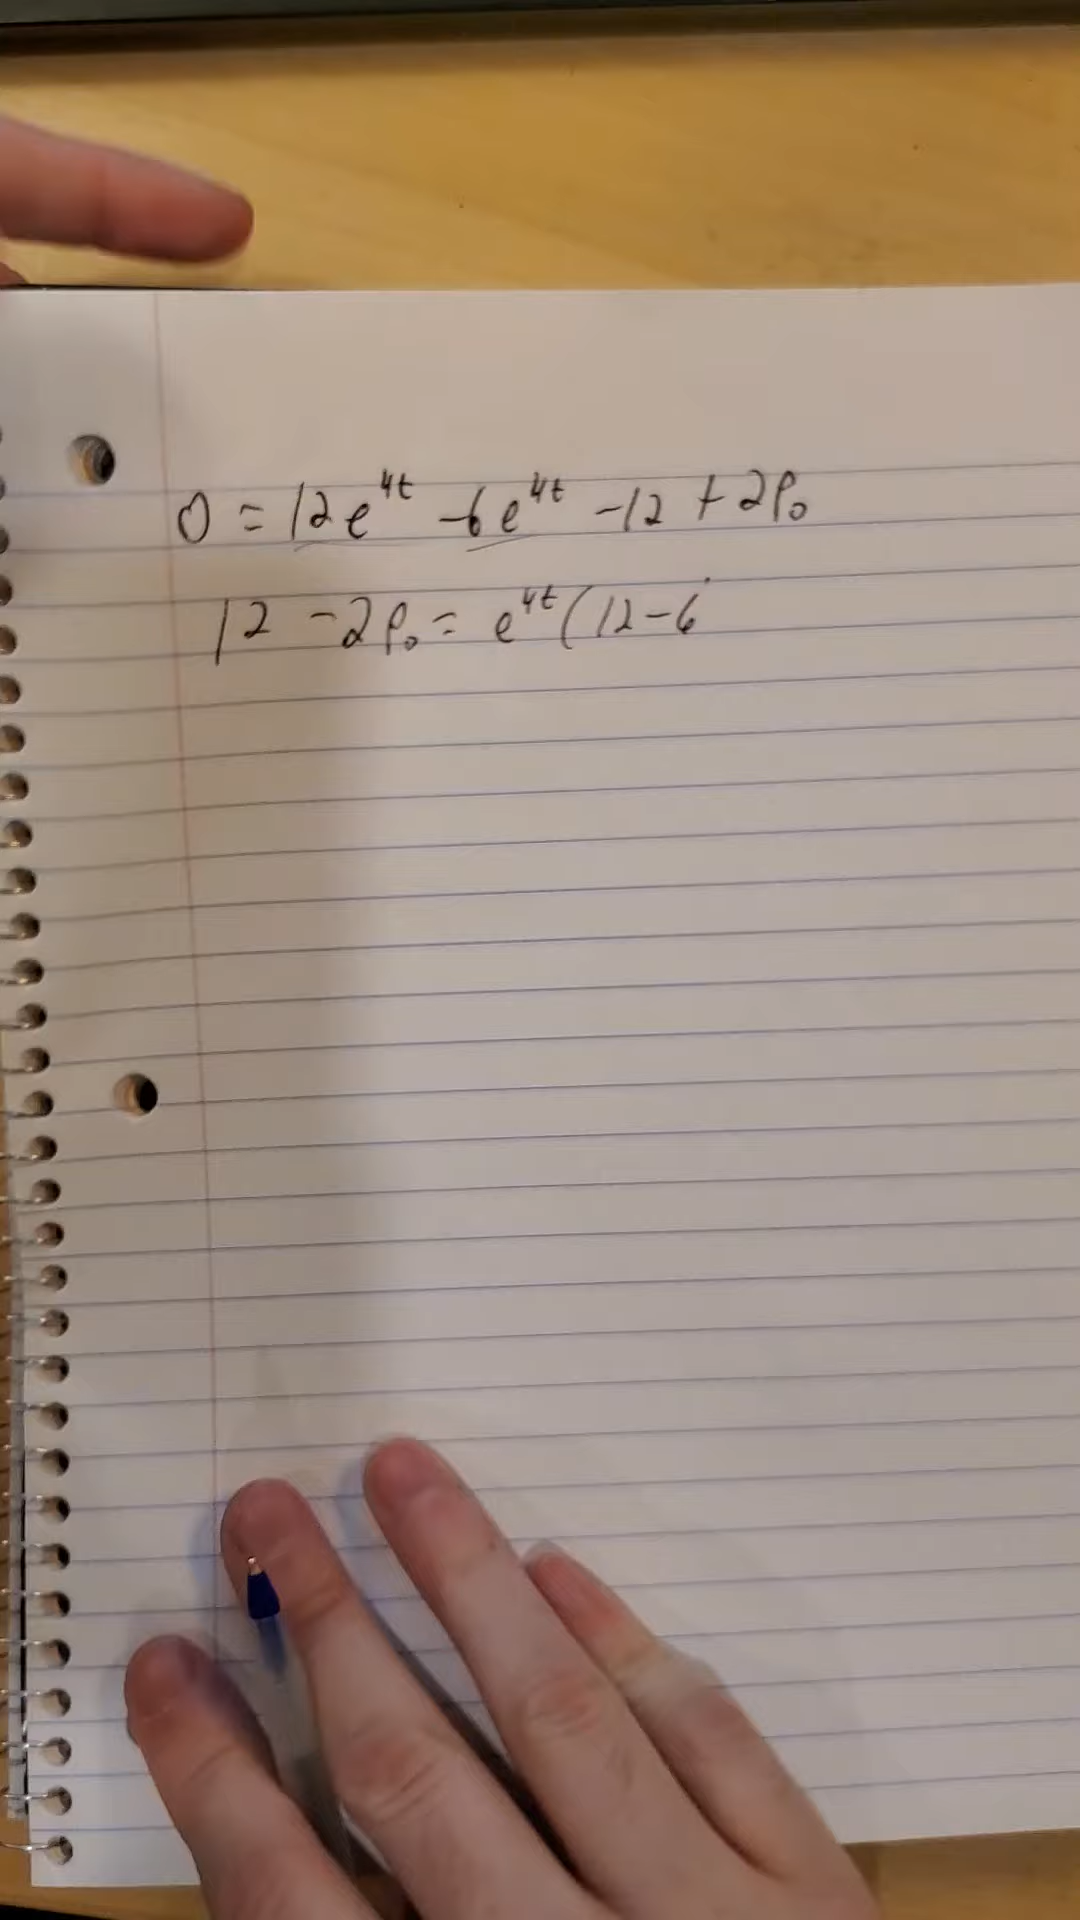 0 = 12e^{4t} - 6e^{4t} - 12 + 2P₀
12 - 2P₀ = e^{4t}(12 - 6